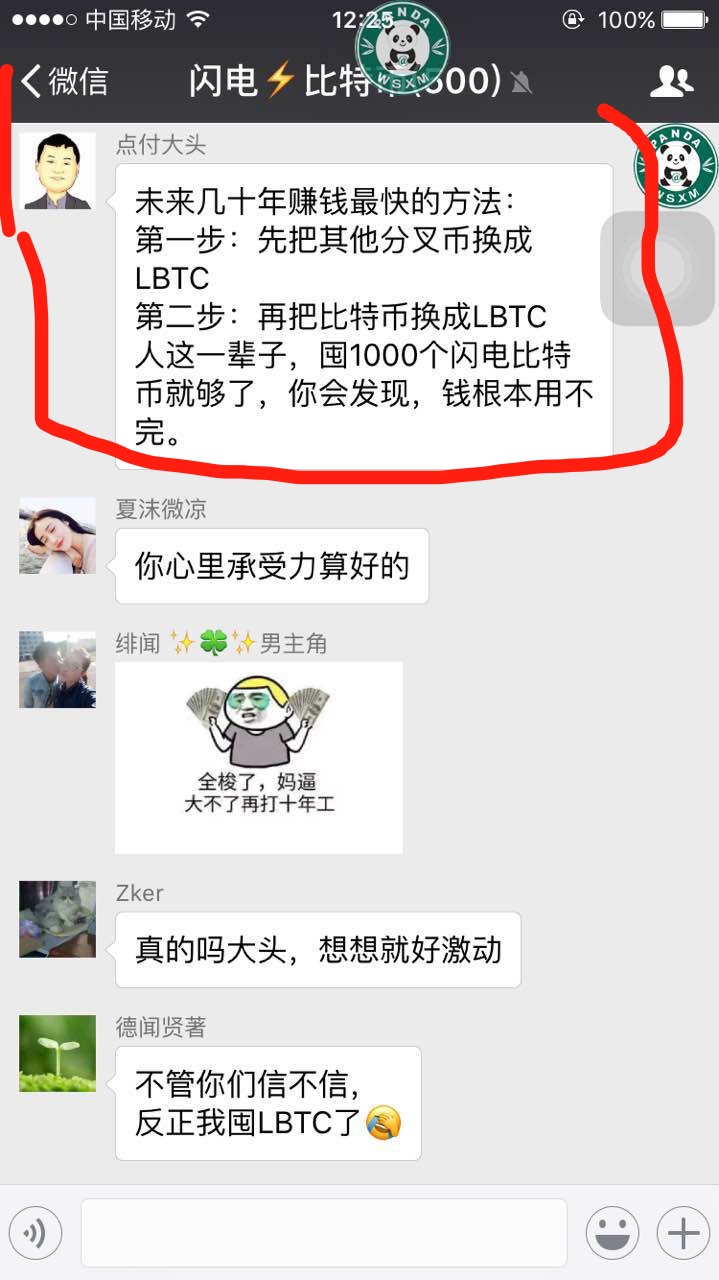 中国移动 12:25 100%
微信 闪电⚡比特币(500)
PANDA
WSXM
点付大头
PANDA
WSXM
未来几十年赚钱最快的方法:
第一步：先把其他分叉币换成
LBTC
第二步：再把比特币换成LBTC
人这一辈子，囤1000个闪电比特
币就够了，你会发现，钱根本用不
完。
夏沫微凉
你心里承受力算好的
绯闻 ✨🍀✨男主角
全梭了，妈逼
大不了再打十年工
Zker
真的吗大头，想想就好激动
德闻贤著
不管你们信不信，
反正我囤LBTC了🤦